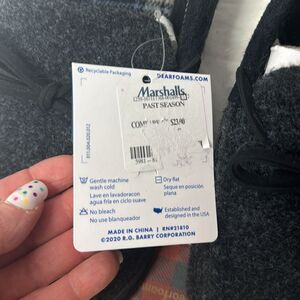 Recyclable Packaging
DEARFOAMS.COM
Marshalls
PAST SEASON
$23.00
Gentle machine
wash cold
Lave en lavadoracon
agua fria en ciclo suave
Dry flat
Seque en posición
plana
No bleach
No use blanqueador
Established and
designed in the USA
MADE IN CHINA | RN#21810
©2020 R.G. BARRY CORPORATION